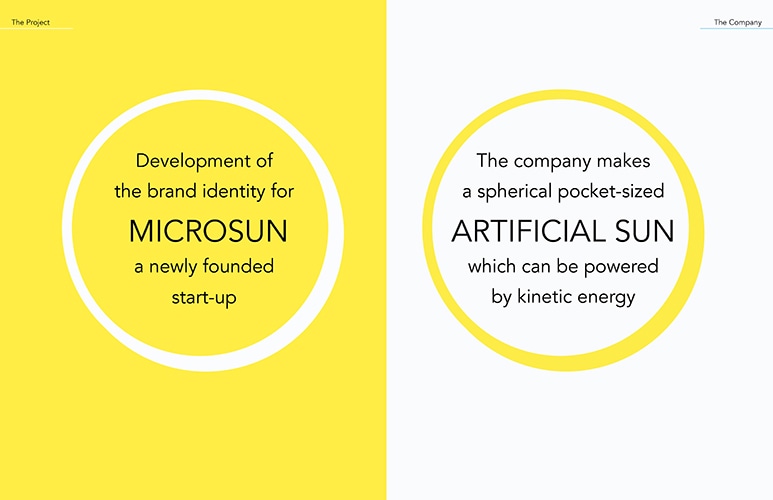 The Project
Development of
the brand identity for
MICROSUN
a newly founded
start-up
The Company
The company makes
a spherical pocket-sized
ARTIFICIAL SUN
which can be powered
by kinetic energy